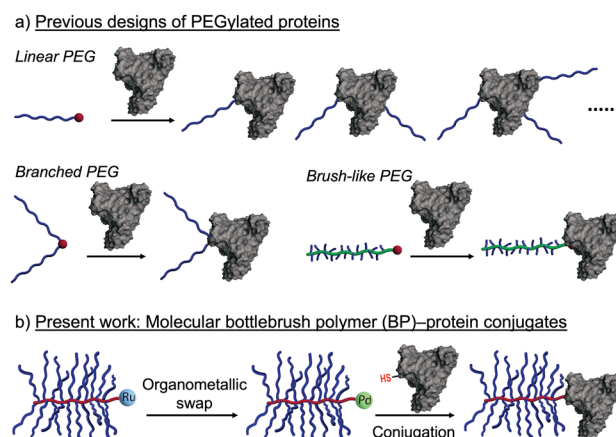 a) Previous designs of PEGylated proteins
Linear PEG
.....
Branched PEG
Brush-like PEG
b) Present work: Molecular bottlebrush polymer (BP)–protein conjugates
HS
Ru
Organometallic
swap
Pd
Conjugation